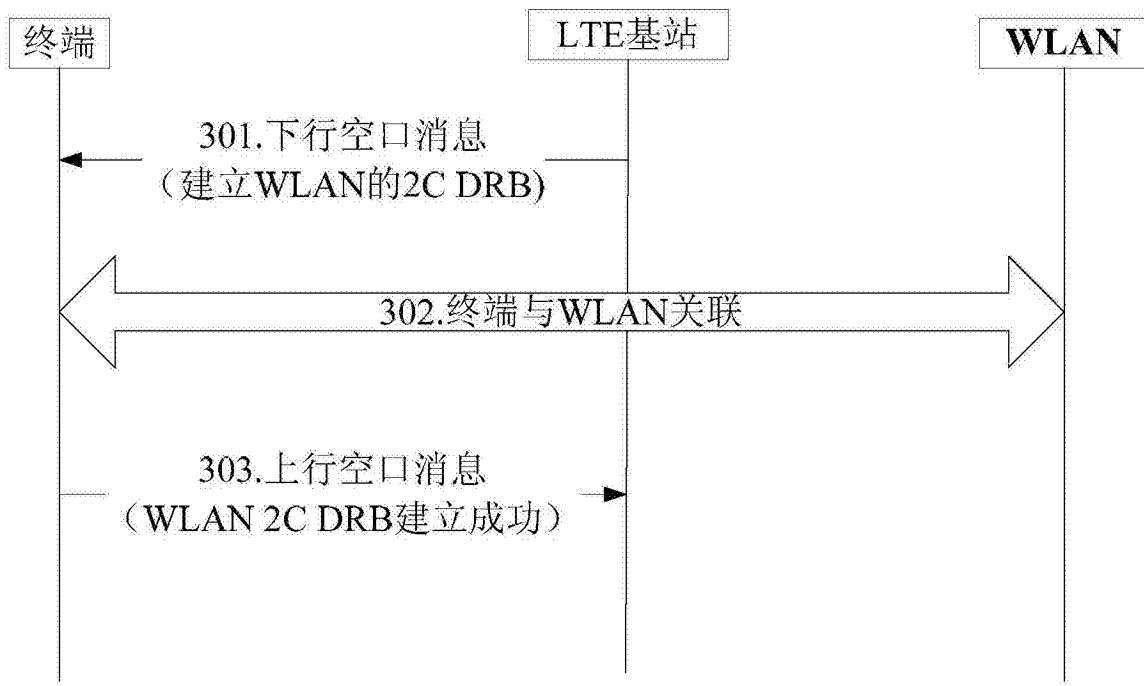 终端
LTE基站
WLAN
301.下行空口消息
（建立WLAN的2C DRB)
302.终端与WLAN关联
303.上行空口消息
（WLAN 2C DRB建立成功）